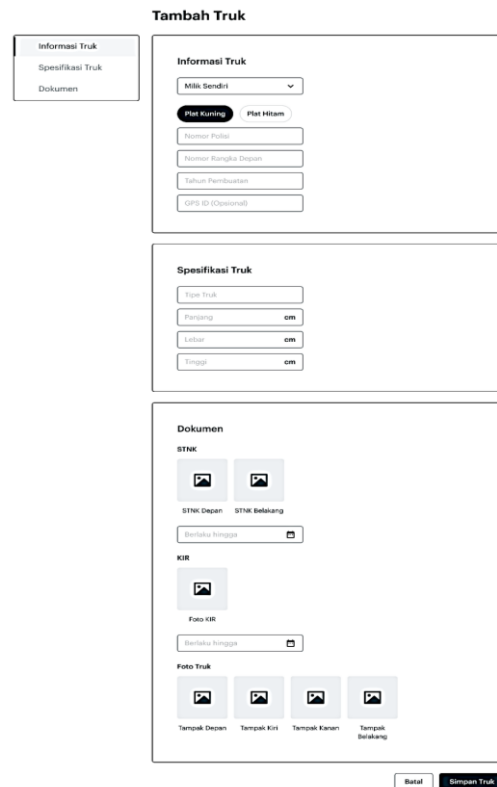 Tambah Truk
Informasi Truk
Spesifikasi Truk
Dokumen
Informasi Truk
Milik Sendiri
Plat Kuning
Plat Hitam
Nomor Polisi
Nomor Rangka Depan
Tahun Pembuatan
GPS ID (Opsional)
Spesifikasi Truk
Tipe Truk
Panjang cm
Lebar cm
Tinggi cm
Dokumen
STNK
STNK Depan
STNK Belakang
Berlaku hingga
KIR
Foto KIR
Berlaku hingga
Foto Truk
Tampak Depan
Tampak Kiri
Tampak Kanan
Tampak
Belakang
Batal
Simpan Truk